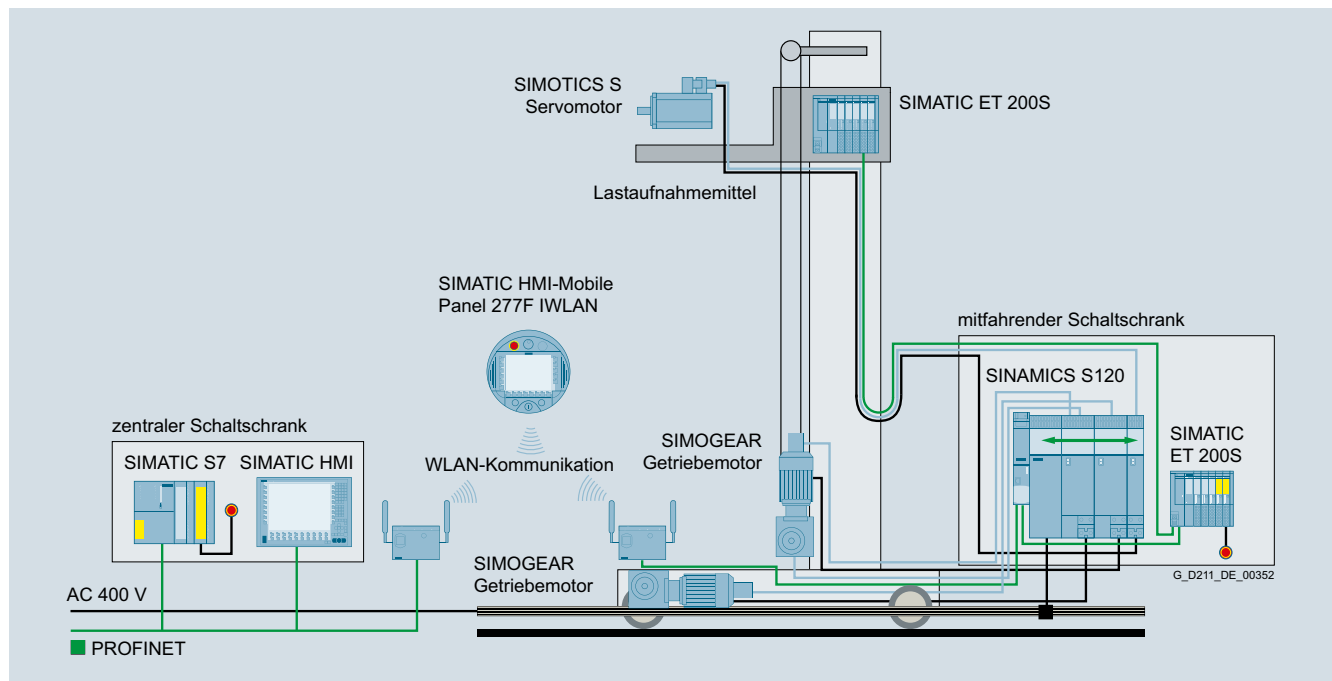 SIMOTICS S
Servomotor
SIMATIC ET 200S
Lastaufnahmemittel
SIMATIC HMI-Mobile
Panel 277F IWLAN
mitfahrender Schaltschrank
SINAMICS S120
zentraler Schaltschrank
SIMATIC S7
SIMATIC HMI
WLAN-Kommunikation
SIMOGEAR
Getriebemotor
SIMATIC
ET 200S
SIMOGEAR
Getriebemotor
G_D211_DE_00352
AC 400 V
PROFINET